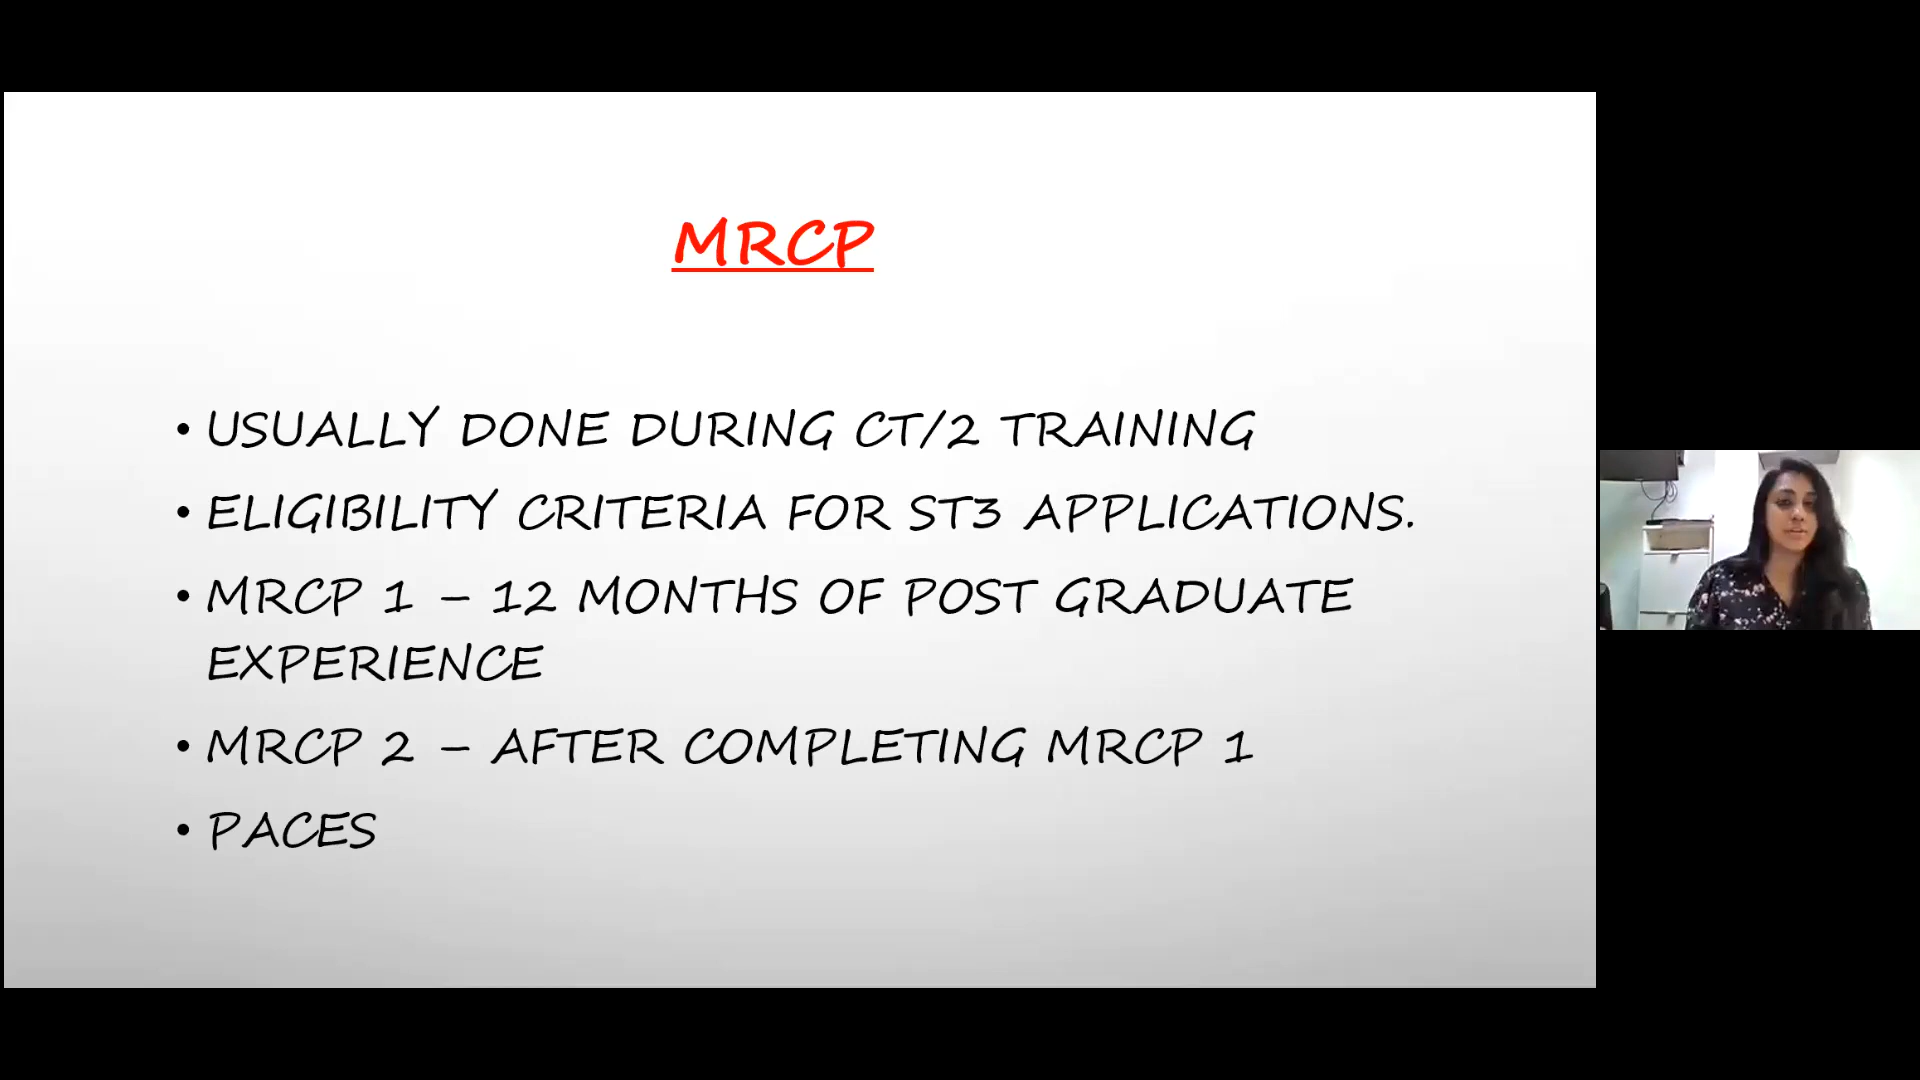 MRCP
• USUALLY DONE DURING CT/2 TRAINING
• ELIGIBILITY CRITERIA FOR ST3 APPLICATIONS.
• MRCP 1 – 12 MONTHS OF POST GRADUATE
EXPERIENCE
• MRCP 2 – AFTER COMPLETING MRCP 1
• PACES